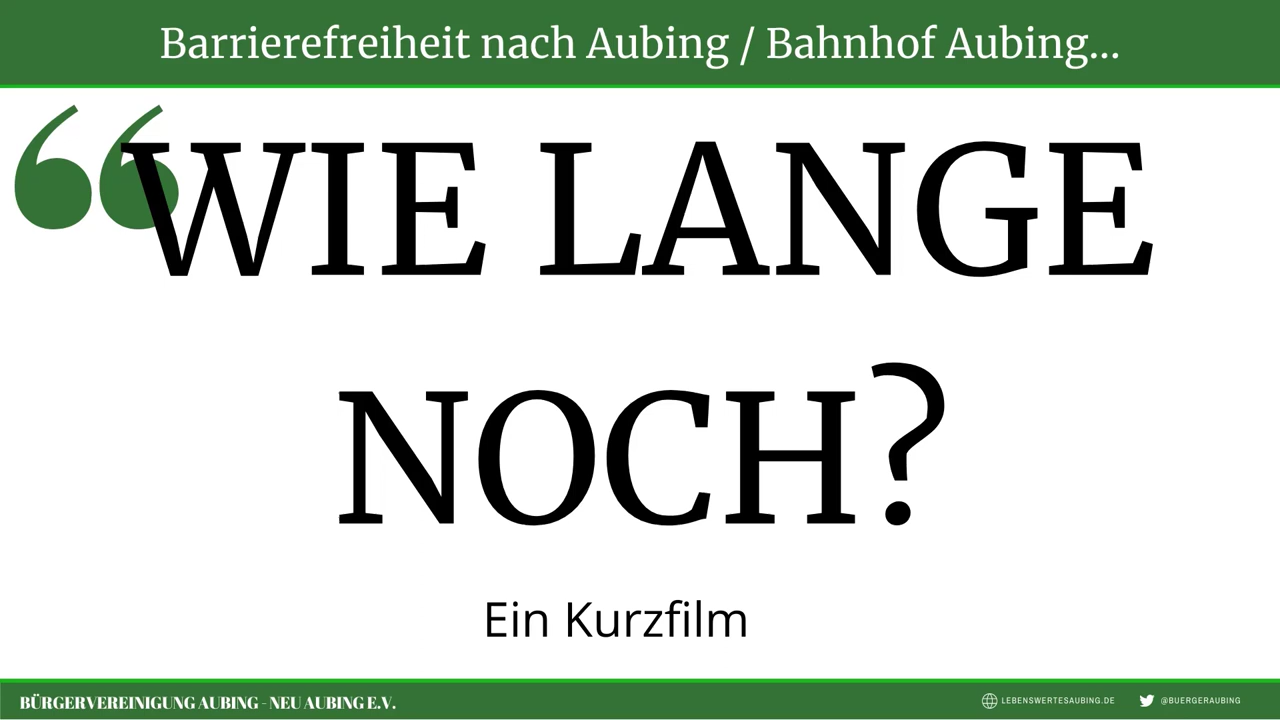 Barrierefreiheit nach Aubing / Bahnhof Aubing...
“WIE LANGE
NOCH?
Ein Kurzfilm
BÜRGERVEREINIGUNG AUBING - NEU AUBING E.V.
LEBENSWERTESAUBING.DE
@BUERGERAUBING